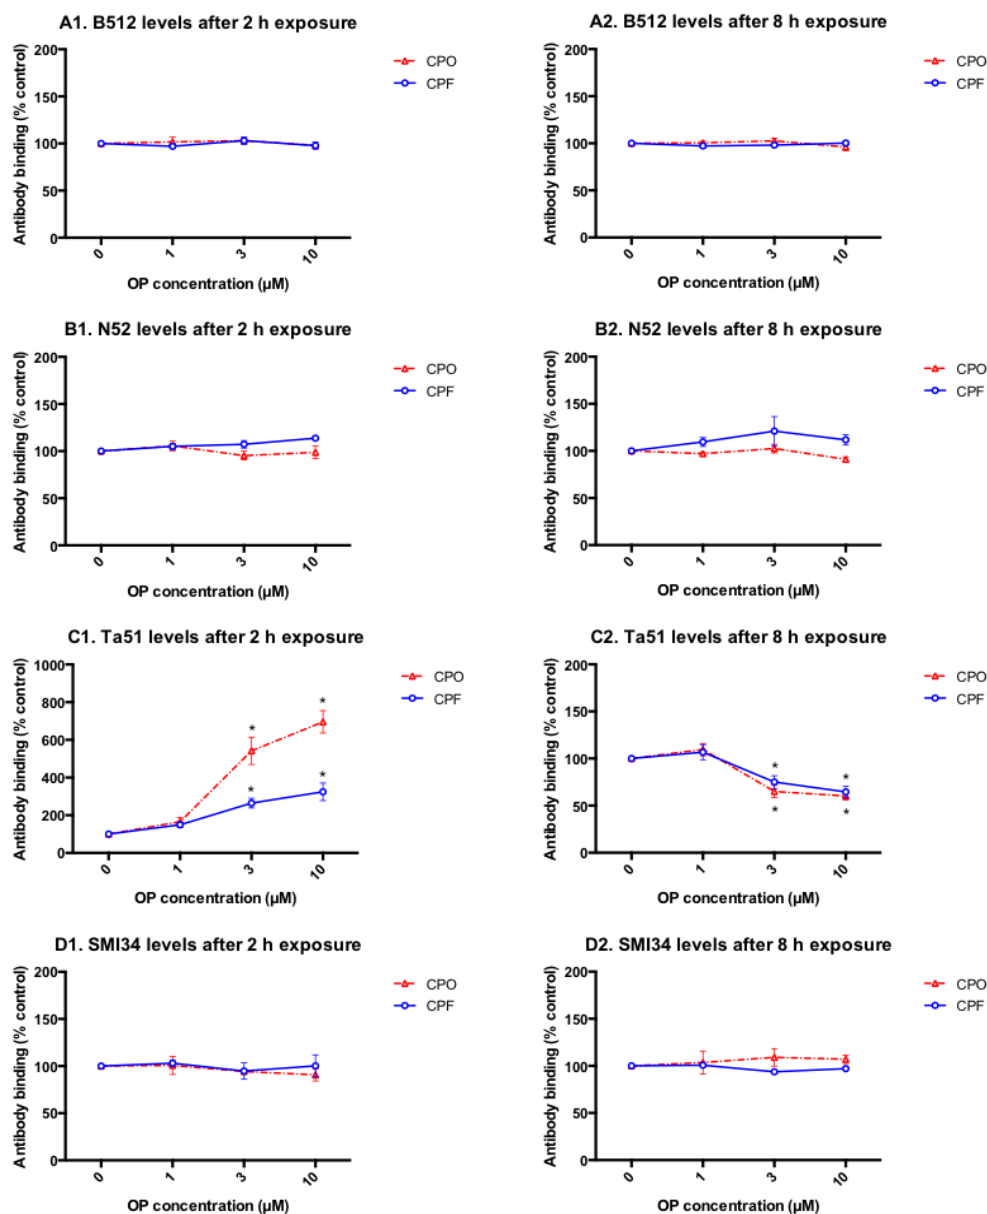 A1. B512 levels after 2 h exposure
Antibody binding (% control)
200
150
100
50
0
0
1
3
10
OP concentration (µM)
CPO
CPF
A2. B512 levels after 8 h exposure
Antibody binding (% control)
200
150
100
50
0
0
1
3
10
OP concentration (µM)
CPO
CPF
B1. N52 levels after 2 h exposure
Antibody binding (% control)
200
150
100
50
0
0
1
3
10
OP concentration (µM)
CPO
CPF
B2. N52 levels after 8 h exposure
Antibody binding (% control)
200
150
100
50
0
0
1
3
10
OP concentration (µM)
CPO
CPF
C1. Ta51 levels after 2 h exposure
Antibody binding (% control)
1000
800
600
400
200
0
0
1
3
10
*
*
*
*
OP concentration (µM)
CPO
CPF
C2. Ta51 levels after 8 h exposure
Antibody binding (% control)
200
150
100
50
0
0
1
3
10
*
*
*
*
OP concentration (µM)
CPO
CPF
D1. SMI34 levels after 2 h exposure
Antibody binding (% control)
200
150
100
50
0
0
1
3
10
OP concentration (µM)
CPO
CPF
D2. SMI34 levels after 8 h exposure
Antibody binding (% control)
200
150
100
50
0
0
1
3
10
OP concentration (µM)
CPO
CPF